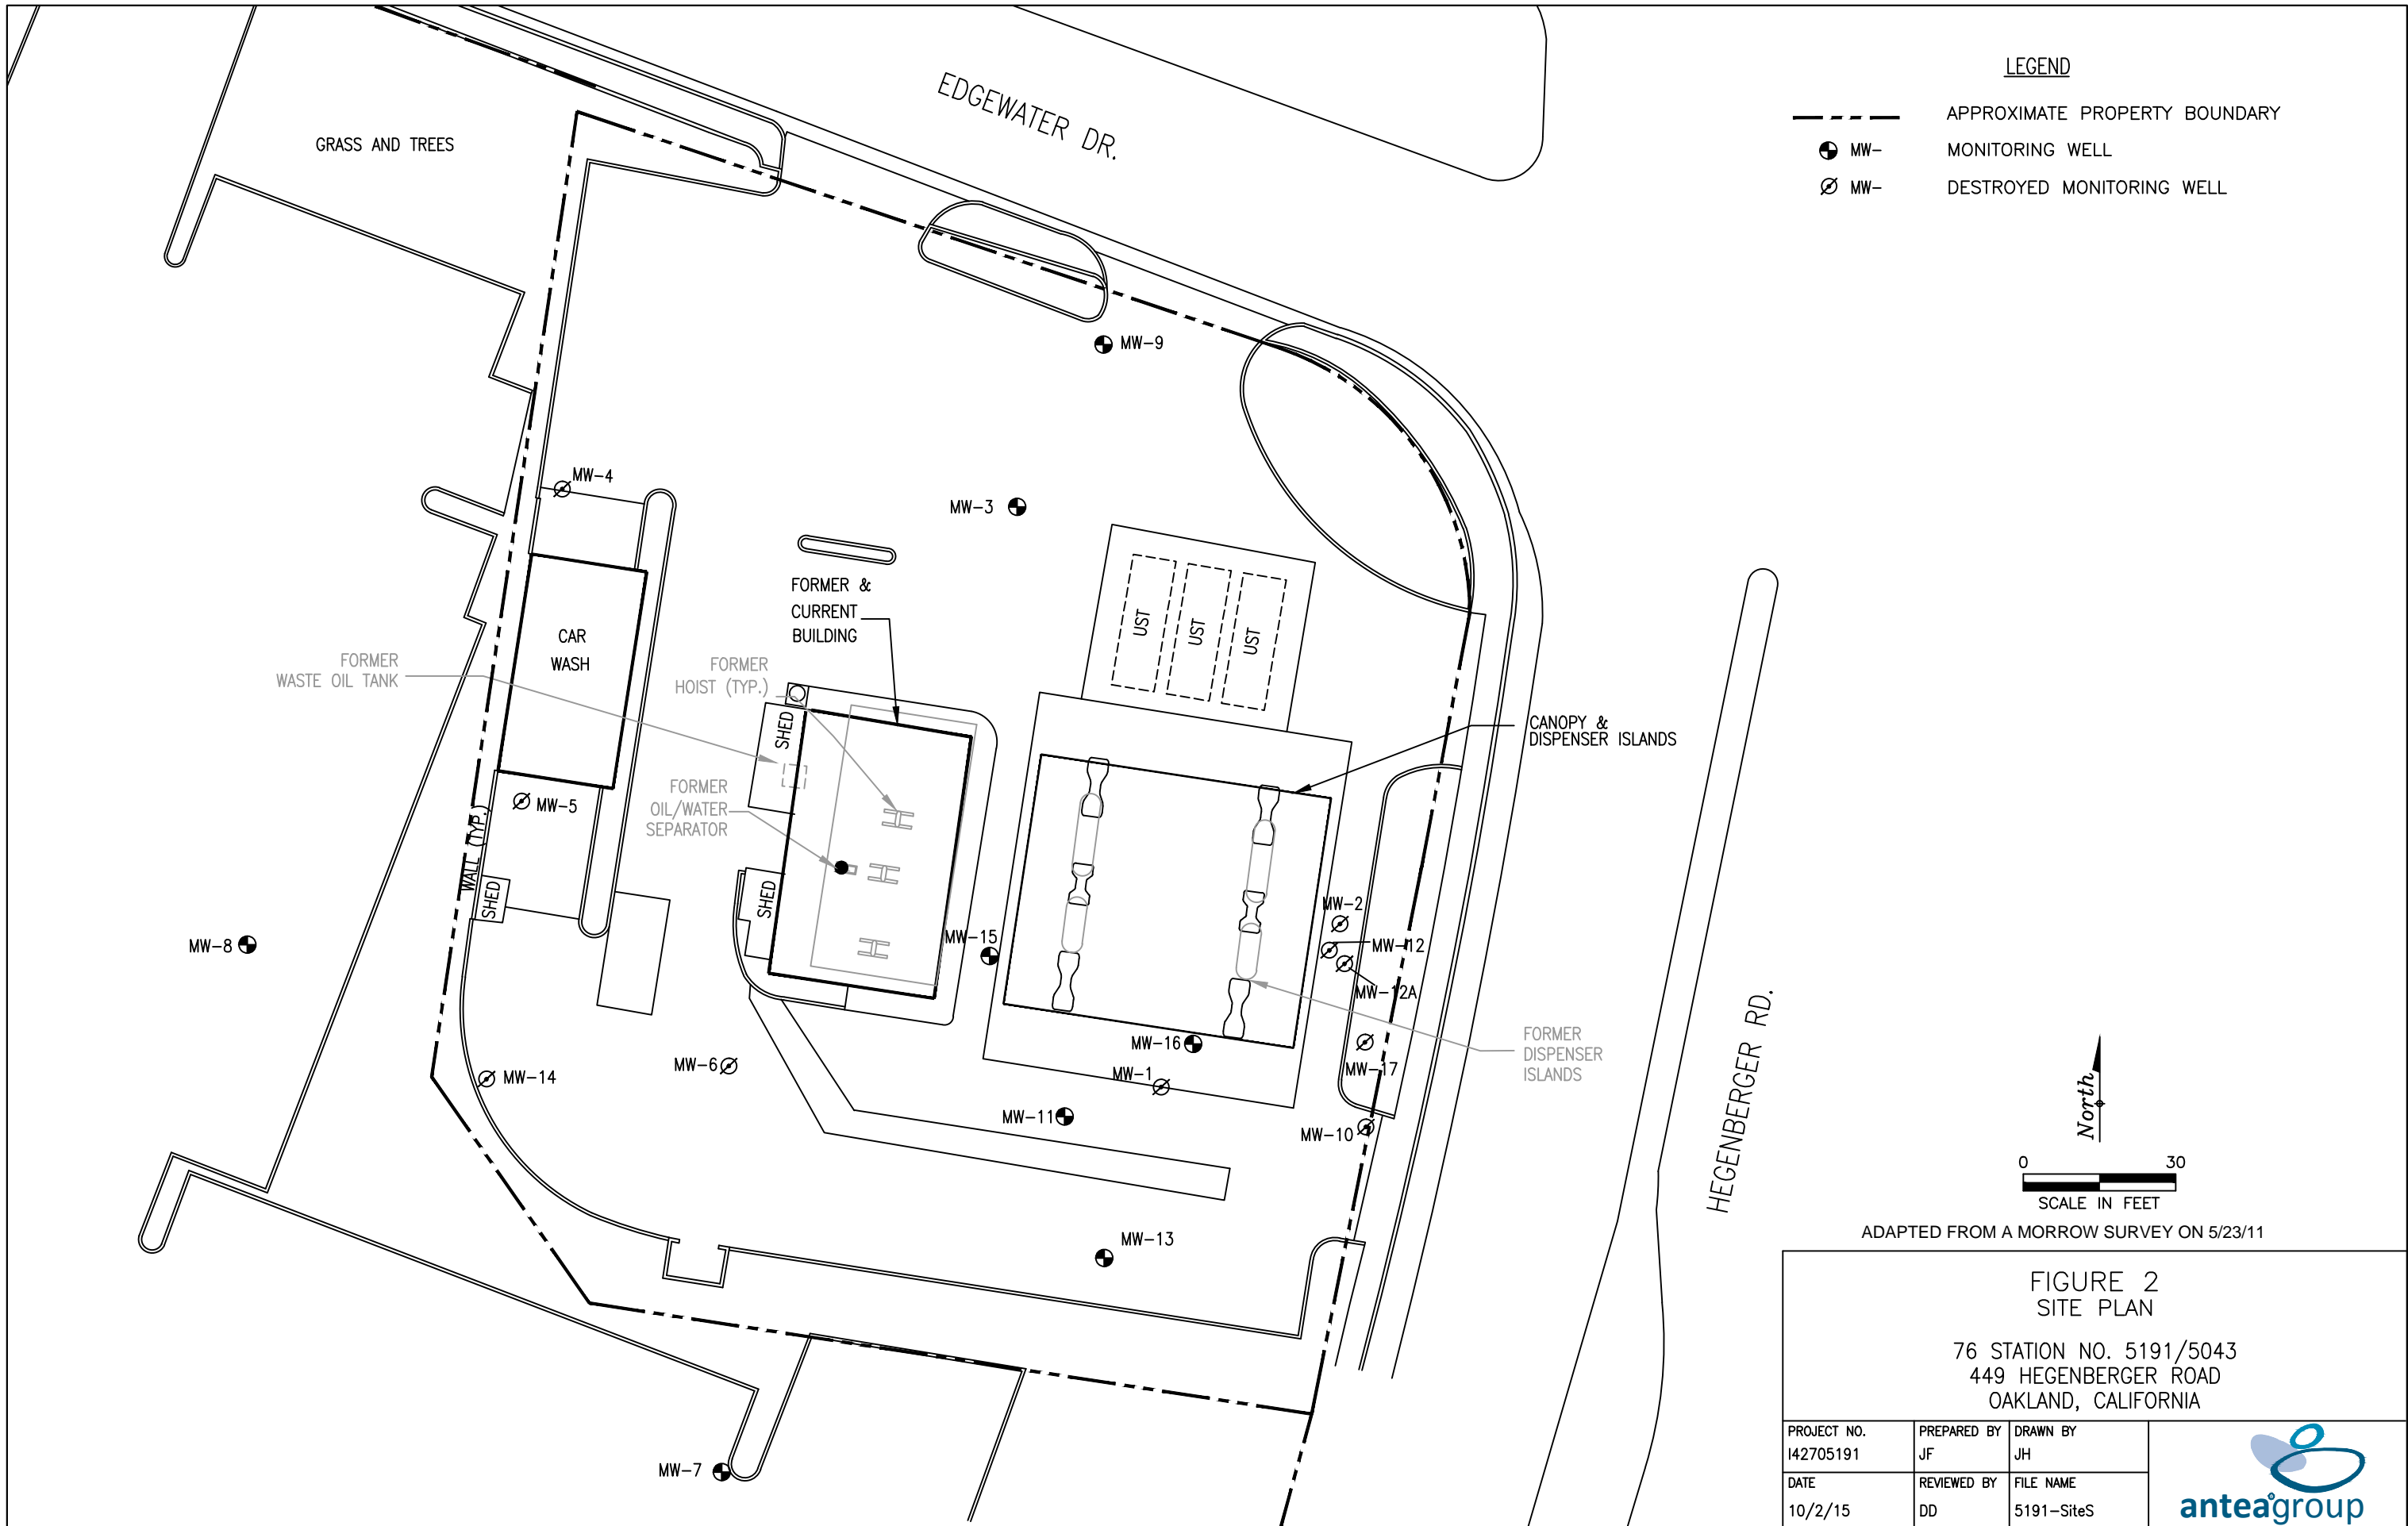 EDGEWATER DR.
GRASS AND TREES
LEGEND
APPROXIMATE PROPERTY BOUNDARY
MW-
MONITORING WELL
MW-
DESTROYED MONITORING WELL
MW-9
MW-4
MW-3
FORMER &
CURRENT
BUILDING
UST
UST
UST
CAR
WASH
FORMER
WASTE OIL TANK
FORMER
HOIST (TYP.)
SHED
CANOPY &
DISPENSER ISLANDS
FORMER
OIL/WATER
SEPARATOR
MW-5
WALL (TYP.)
SHED
SHED
MW-2
MW-8
MW-15
MW-12
MW-12A
MW-16
MW-17
FORMER
DISPENSER
ISLANDS
MW-6
MW-14
MW-1
MW-11
MW-10
HEGENBERGER RD.
MW-13
MW-7
North
0 30
SCALE IN FEET
ADAPTED FROM A MORROW SURVEY ON 5/23/11
FIGURE 2
SITE PLAN
76 STATION NO. 5191/5043
449 HEGENBERGER ROAD
OAKLAND, CALIFORNIA
PROJECT NO.
I42705191
PREPARED BY
JF
DRAWN BY
JH
DATE
10/2/15
REVIEWED BY
DD
FILE NAME
5191-SiteS
anteagroup